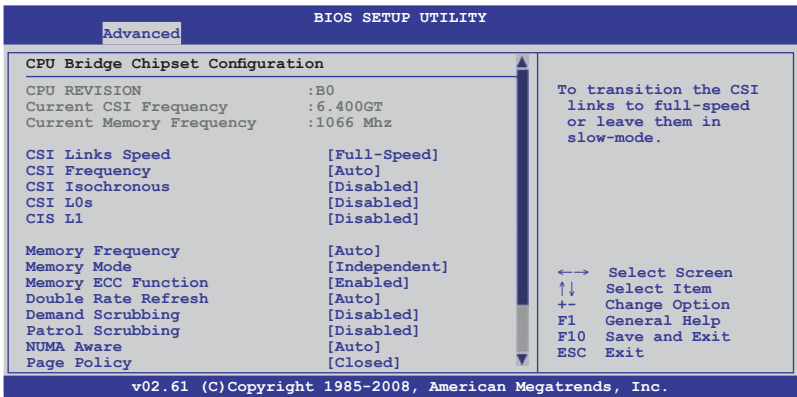 BIOS SETUP UTILITY
Advanced
CPU Bridge Chipset Configuration
CPU REVISION :B0
Current CSI Frequency :6.400GT
Current Memory Frequency :1066 Mhz
CSI Links Speed [Full-Speed]
CSI Frequency [Auto]
CSI Isochronous [Disabled]
CSI L0s [Disabled]
CIS L1 [Disabled]
Memory Frequency [Auto]
Memory Mode [Independent]
Memory ECC Function [Enabled]
Double Rate Refresh [Auto]
Demand Scrubbing [Disabled]
Patrol Scrubbing [Disabled]
NUMA Aware [Auto]
Page Policy [Closed]
To transition the CSI
links to full-speed
or leave them in
slow-mode.
←→ Select Screen
↑↓ Select Item
+- Change Option
F1 General Help
F10 Save and Exit
ESC Exit
v02.61 (C)Copyright 1985-2008, American Megatrends, Inc.